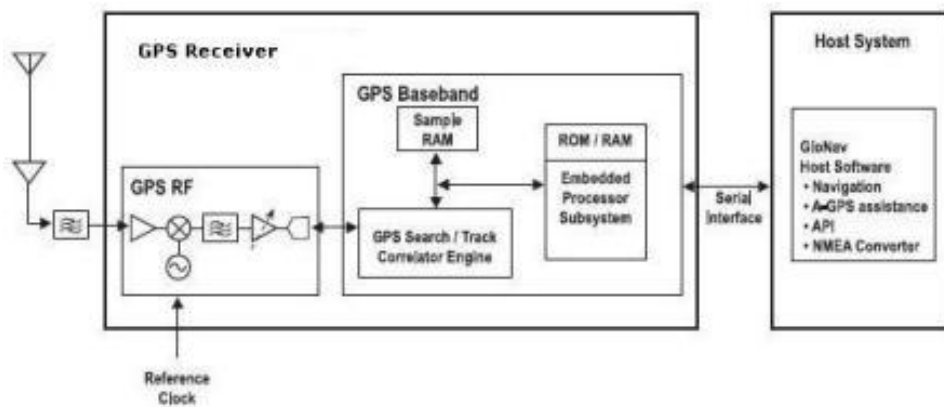 GPS Receiver
Host System
GPS Baseband
Sample
RAM
ROM / RAM
Embedded
Processor
Subsystem
GPS RF
GPS Search / Track
Correlator Engine
Serial
Interface
GloNav
Host Software
• Navigation
• A-GPS assistance
• API
• NMEA Converter
Reference
Clock